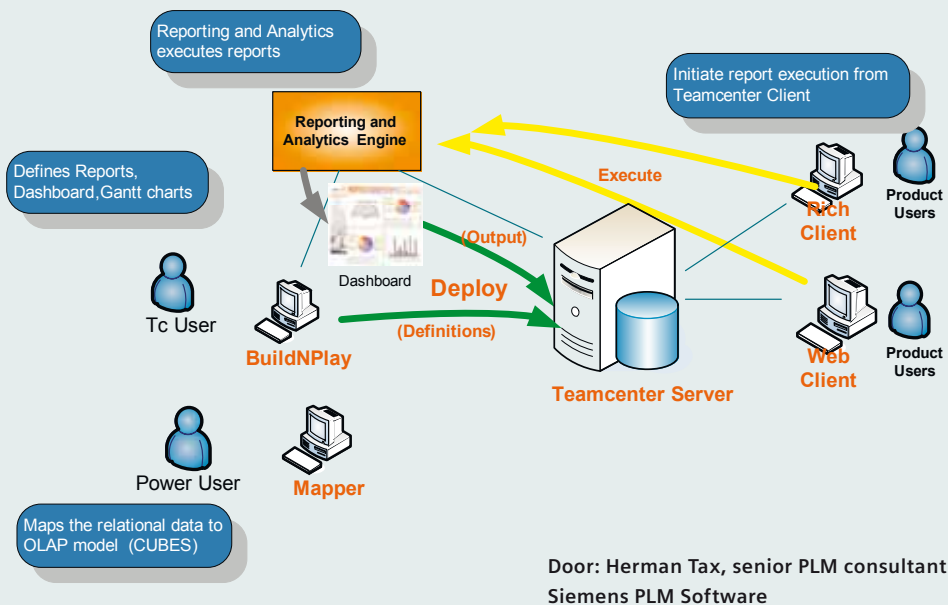 Reporting and Analytics
executes reports
Initiate report execution from
Teamcenter Client
Reporting and
Analytics Engine
Execute
Defines Reports,
Dashboard,Gantt charts
Product
Users
Rich
Client
(Output)
Dashboard
Deploy
Tc User
(Definitions)
BuildNPlay
Teamcenter Server
Web
Client
Product
Users
Power User
Mapper
Maps the relational data to
OLAP model (CUBES)
Door: Herman Tax, senior PLM consultant
Siemens PLM Software